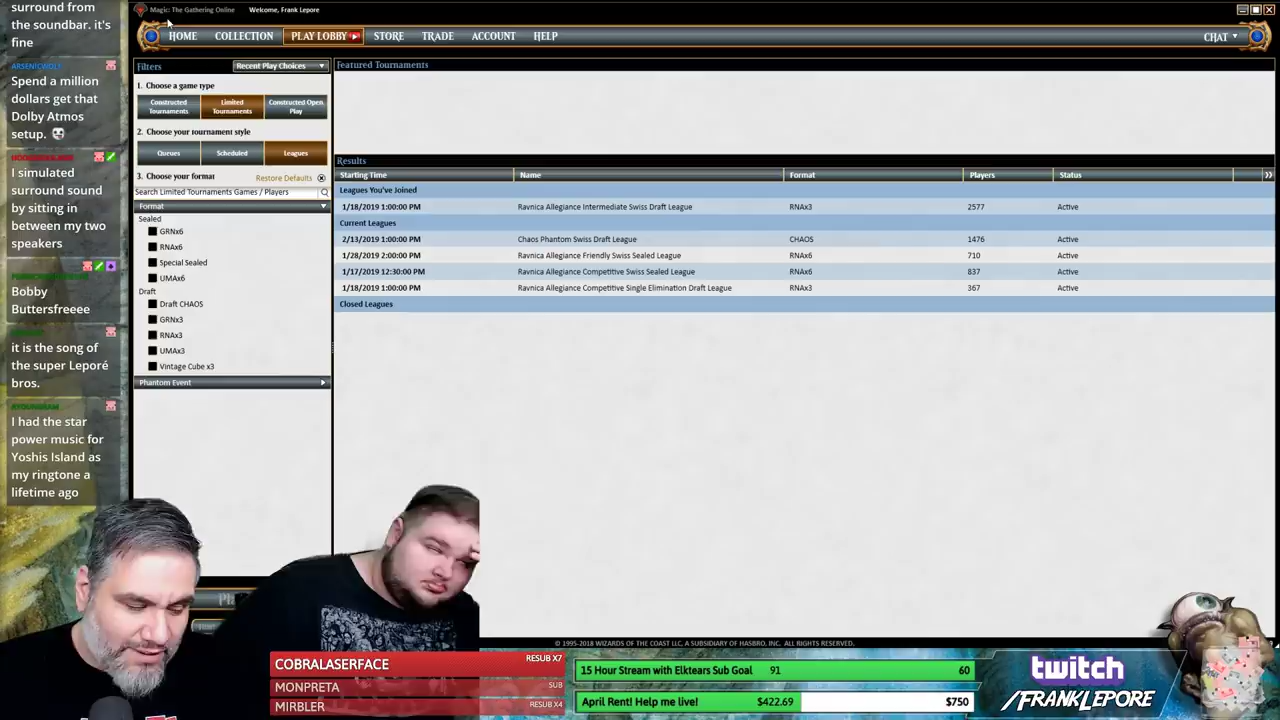 surround from
the soundbar. it's
fine
Spend a million
dollars get that
Dolby Atmos
setup.
I simulated
surround sound
by sitting in
between my two
speakers
Bobby
Buttersfreeee
it is the song of
the super Leporé
bros.
I had the star
power music for
Yoshis Island as
my ringtone a
lifetime ago
Magic: The Gathering Online Welcome, Frank Lepore
HOME COLLECTION PLAY LOBBY STORE TRADE ACCOUNT HELP CHAT
Filters Recent Play Choices
1. Choose a game type
Constructed Tournaments Limited Tournaments Constructed Open Play
2. Choose your tournament style
Queues Scheduled Leagues
3. Choose your format Restore Defaults
Search Limited Tournaments Games / Players
Format
Sealed
GRNx6
RNAx6
Special Sealed
UMAx6
Draft
Draft CHAOS
GRNx3
RNAx3
UMAx3
Vintage Cube x3
Phantom Event
Featured Tournaments
Results
Starting Time Name Format Players Status
Leagues You've Joined
1/18/2019 1:00:00 PM Ravnica Allegiance Intermediate Swiss Draft League RNAx3 2577 Active
Current Leagues
2/13/2019 1:00:00 PM Chaos Phantom Swiss Draft League CHAOS 1476 Active
1/28/2019 2:00:00 PM Ravnica Allegiance Friendly Swiss Sealed League RNAx6 710 Active
1/17/2019 12:30:00 PM Ravnica Allegiance Competitive Swiss Sealed League RNAx6 837 Active
1/18/2019 1:00:00 PM Ravnica Allegiance Competitive Single Elimination Draft League RNAx3 367 Active
Closed Leagues
© 1995-2018 WIZARDS OF THE COAST LLC, A SUBSIDIARY OF HASBRO, INC. ALL RIGHTS RESERVED.
COBRALASERFACE RESUB X7
MONPRETA SUB
MIRBLER RESUB X4
15 Hour Stream with Elktears Sub Goal 91 60
April Rent! Help me live! $422.69 $750
twitch
/FRANKLEPORE